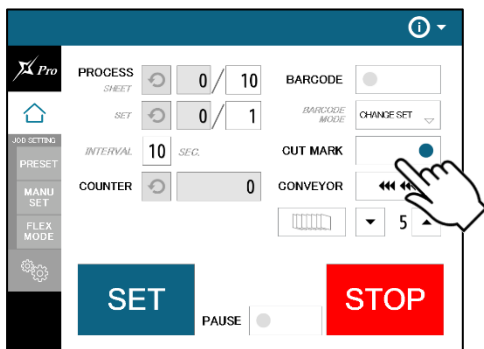 Pro
PROCESS
SHEET
0 / 10
SET
0 / 1
INTERVAL 10 SEC.
COUNTER 0
BARCODE
BARCODE
MODE
CHANGE SET
CUT MARK
CONVEYOR
5
JOB SETTING
PRESET
MANU
SET
FLEX
MODE
SET
PAUSE
STOP